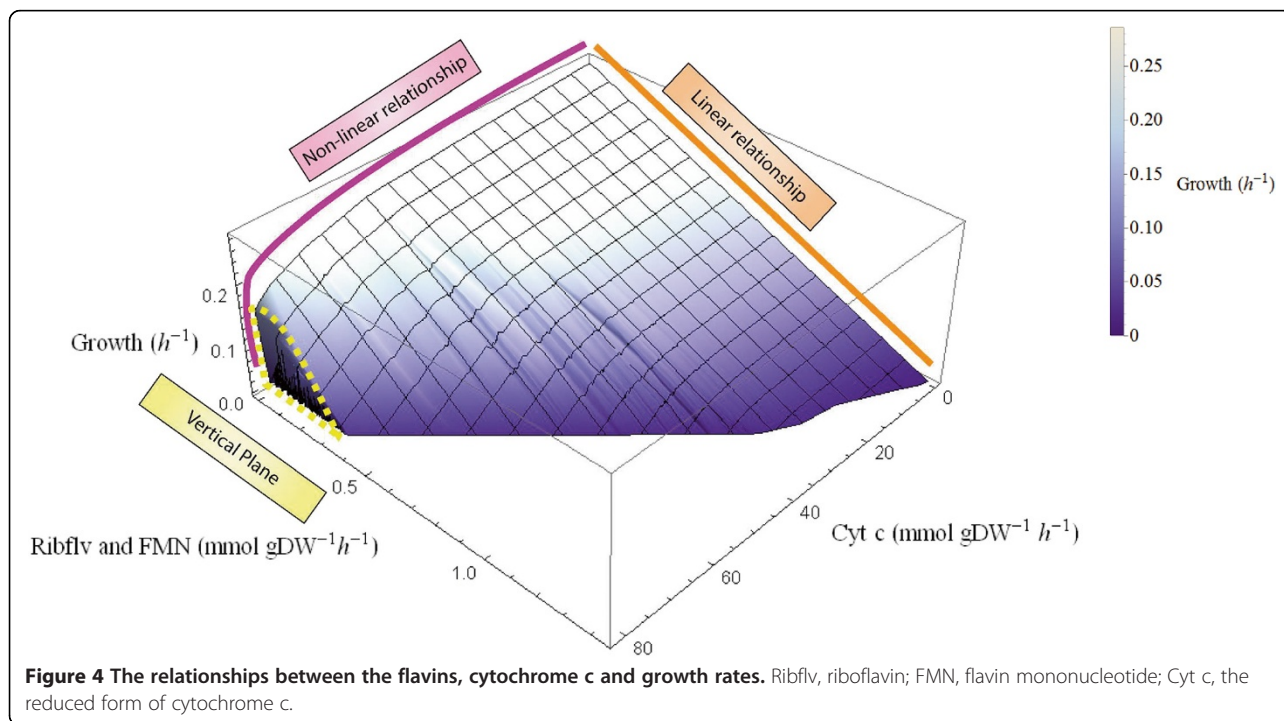 Non-linear relationship
Linear relationship
0.25
0.20
0.15
0.10
0.05
0
Growth (h⁻¹)
0.2
0.1
0.0
Growth (h⁻¹)
Vertical Plane
0.5
1.0
Ribflv and FMN (mmol gDW⁻¹h⁻¹)
0
20
40
60
80
Cyt c (mmol gDW⁻¹ h⁻¹)
Figure 4 The relationships between the flavins, cytochrome c and growth rates. Ribflv, riboflavin; FMN, flavin mononucleotide; Cyt c, the
reduced form of cytochrome c.